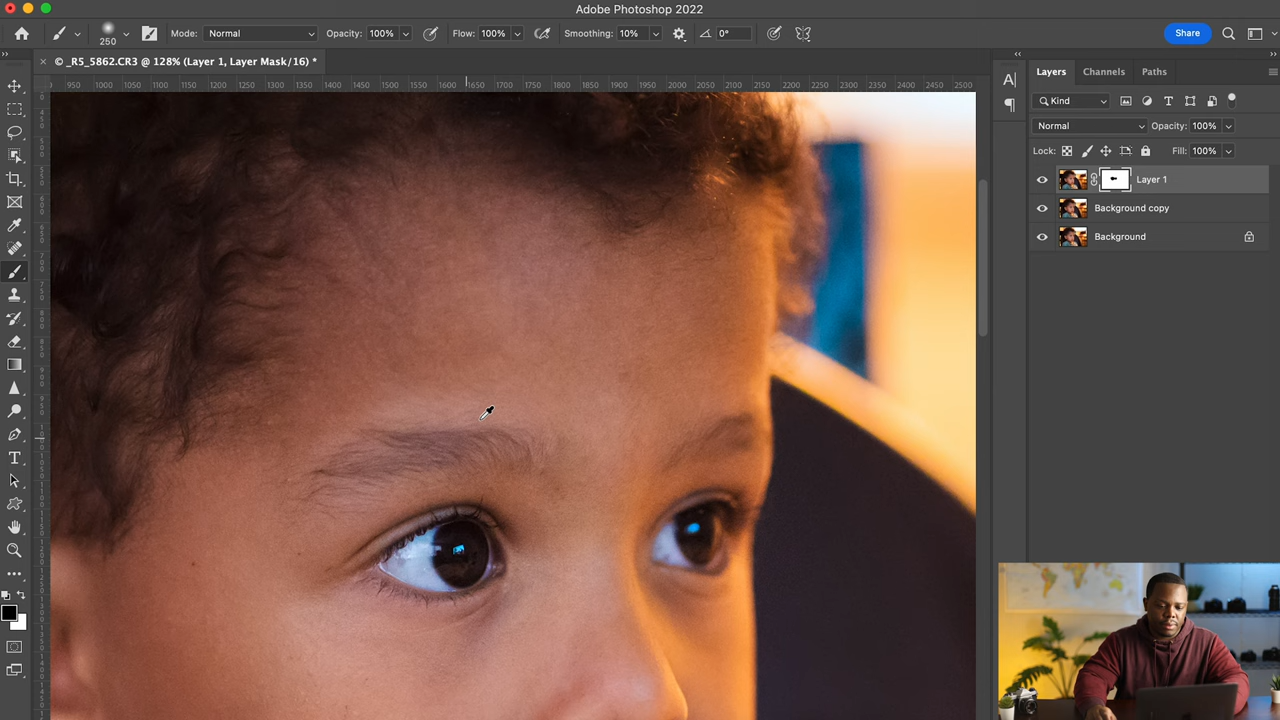 Adobe Photoshop 2022
250 Mode: Normal Opacity: 100% Flow: 100% Smoothing: 10% 0° Share
× © _R5_5862.CR3 @ 128% (Layer 1, Layer Mask/16) *
950 1000 1050 1100 1150 1200 1250 1300 1350 1400 1450 1500 1550 1600 1650 1700 1750 1800 1850 1900 1950 2000 2050 2100 2150 2200 2250 2300 2350 2400 2450 2500
Layers Channels Paths
Kind
Normal Opacity: 100%
Lock: Fill: 100%
Layer 1
Background copy
Background